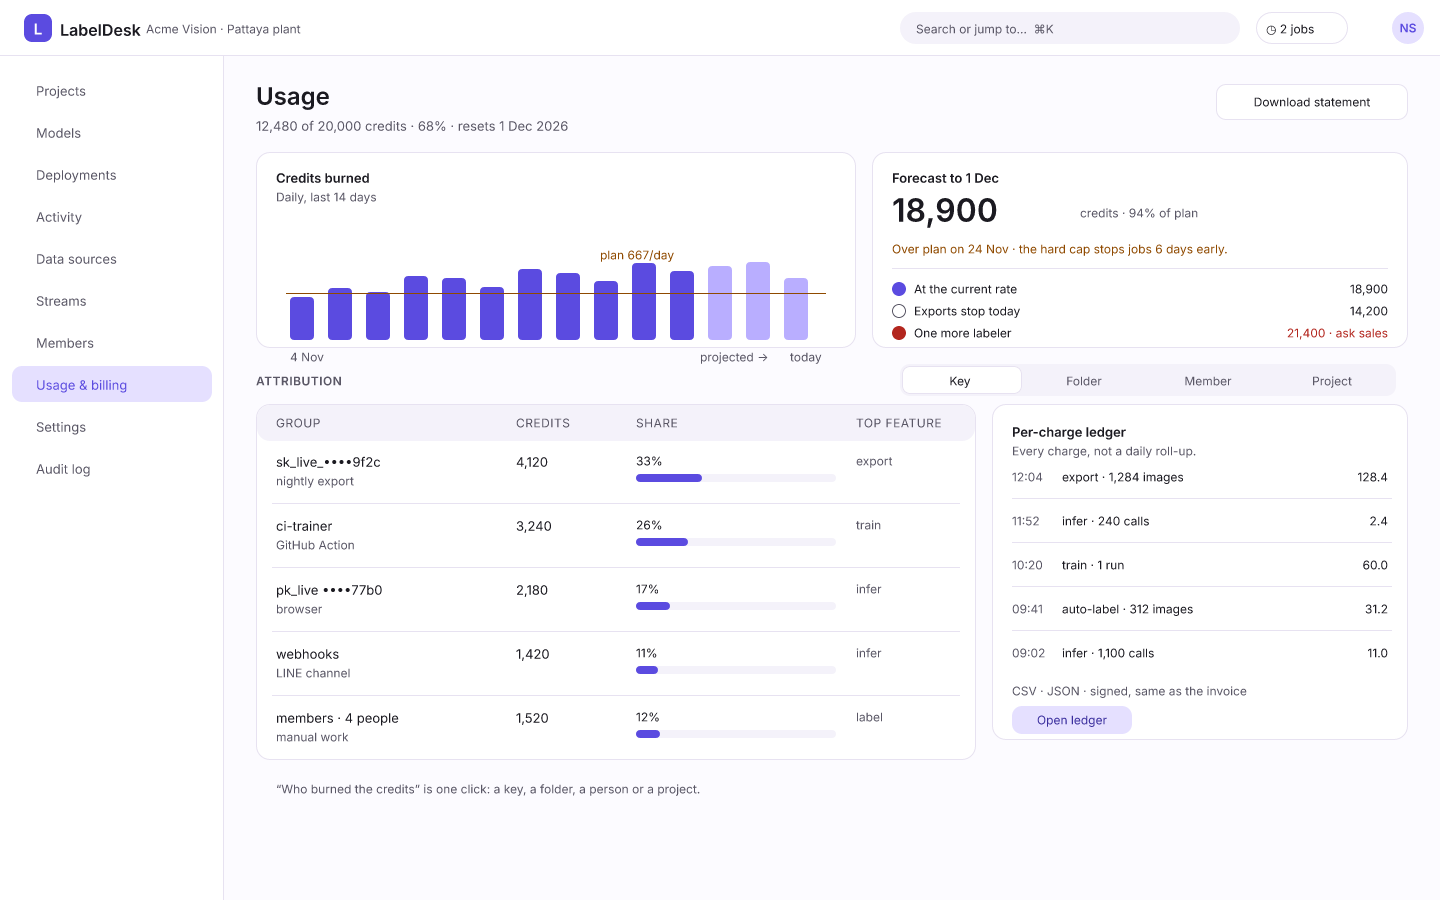 L LabelDesk Acme Vision · Pattaya plant
Search or jump to... ⌘K
◷ 2 jobs
NS
Projects
Models
Deployments
Activity
Data sources
Streams
Members
Usage & billing
Settings
Audit log
Usage
12,480 of 20,000 credits · 68% · resets 1 Dec 2026
Download statement
Credits burned
Daily, last 14 days
plan 667/day
4 Nov
projected →
today
Forecast to 1 Dec
18,900 credits · 94% of plan
Over plan on 24 Nov · the hard cap stops jobs 6 days early.
At the current rate 18,900
Exports stop today 14,200
One more labeler 21,400 · ask sales
ATTRIBUTION
Key Folder Member Project
GROUP CREDITS SHARE TOP FEATURE
sk_live_••••9f2c 4,120 33% export
nightly export
ci-trainer 3,240 26% train
GitHub Action
pk_live ••••77b0 2,180 17% infer
browser
webhooks 1,420 11% infer
LINE channel
members · 4 people 1,520 12% label
manual work
Per-charge ledger
Every charge, not a daily roll-up.
12:04 export · 1,284 images 128.4
11:52 infer · 240 calls 2.4
10:20 train · 1 run 60.0
09:41 auto-label · 312 images 31.2
09:02 infer · 1,100 calls 11.0
CSV · JSON · signed, same as the invoice
Open ledger
“Who burned the credits” is one click: a key, a folder, a person or a project.